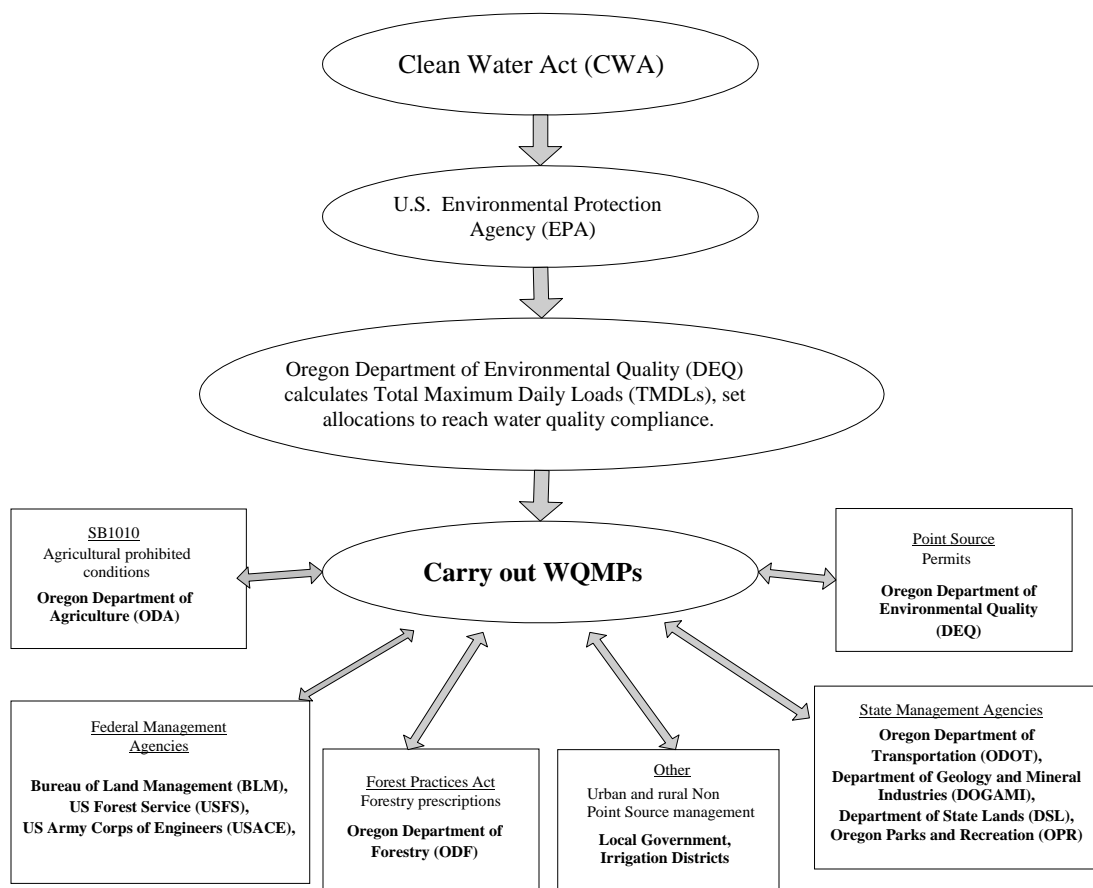 Clean Water Act (CWA)
U.S.  Environmental Protection
Agency (EPA)
Oregon Department of Environmental Quality (DEQ)
calculates Total Maximum Daily Loads (TMDLs), set
allocations to reach water quality compliance.
Carry out WQMPs
SB1010
Agricultural prohibited
conditions
Oregon Department of
Agriculture (ODA)
Point Source
Permits
Oregon Department of
Environmental Quality
(DEQ)
Federal Management
Agencies
Bureau of Land Management (BLM),
US Forest Service (USFS),
US Army Corps of Engineers (USACE),
Forest Practices Act
Forestry prescriptions
Oregon Department of
Forestry (ODF)
Other
Urban and rural Non
Point Source management
Local Government,
Irrigation Districts
State Management Agencies
Oregon Department of
Transportation (ODOT),
Department of Geology and Mineral
Industries (DOGAMI),
Department of State Lands (DSL),
Oregon Parks and Recreation (OPR)